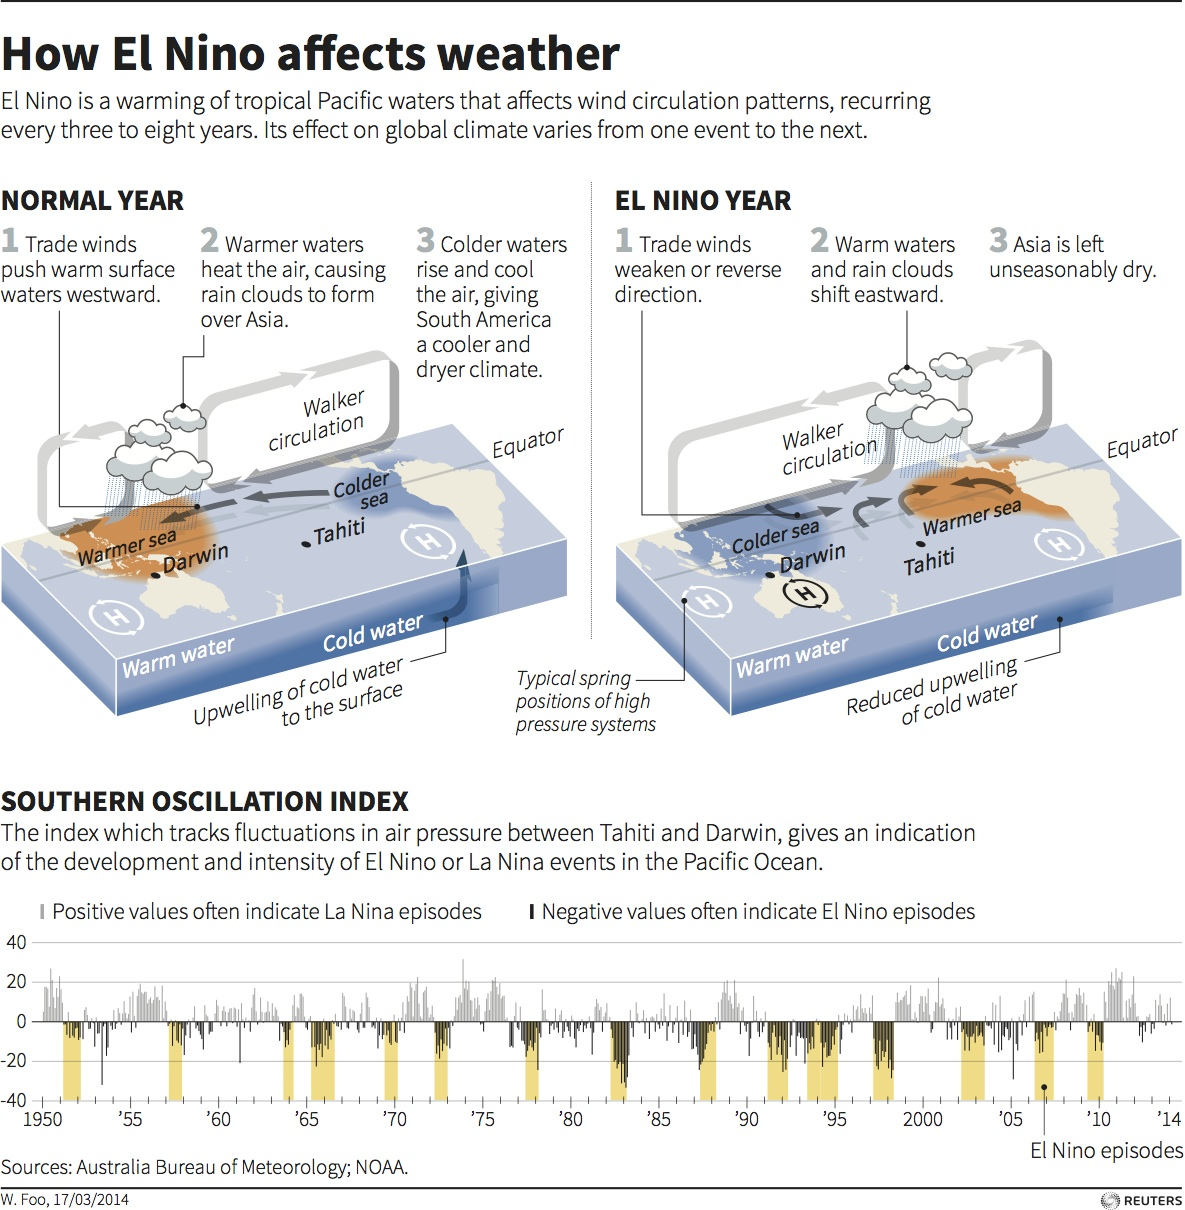 How El Nino affects weather
El Nino is a warming of tropical Pacific waters that affects wind circulation patterns, recurring
every three to eight years. Its effect on global climate varies from one event to the next.
NORMAL YEAR
1 Trade winds
push warm surface
waters westward.
2 Warmer waters
heat the air, causing
rain clouds to form
over Asia.
3 Colder waters
rise and cool
the air, giving
South America
a cooler and
dryer climate.
Walker
circulation
Equator
Colder
sea
Warmer sea
Tahiti
Darwin
H
H
Warm water
Cold water
Upwelling of cold water
to the surface
EL NINO YEAR
1 Trade winds
weaken or reverse
direction.
2 Warm waters
and rain clouds
shift eastward.
3 Asia is left
unseasonably dry.
Walker
circulation
Equator
Colder sea
Warmer sea
Darwin
Tahiti
H
H
H
Warm water
Cold water
Typical spring
positions of high
pressure systems
Reduced upwelling
of cold water
SOUTHERN OSCILLATION INDEX
The index which tracks fluctuations in air pressure between Tahiti and Darwin, gives an indication
of the development and intensity of El Nino or La Nina events in the Pacific Ocean.
Positive values often indicate La Nina episodes
Negative values often indicate El Nino episodes
40
20
0
-20
-40
1950 ’55 ’60 ’65 ’70 ’75 ’80 ’85 ’90 ’95 2000 ’05 ’10 ’14
El Nino episodes
Sources: Australia Bureau of Meteorology; NOAA.
W. Foo, 17/03/2014
REUTERS